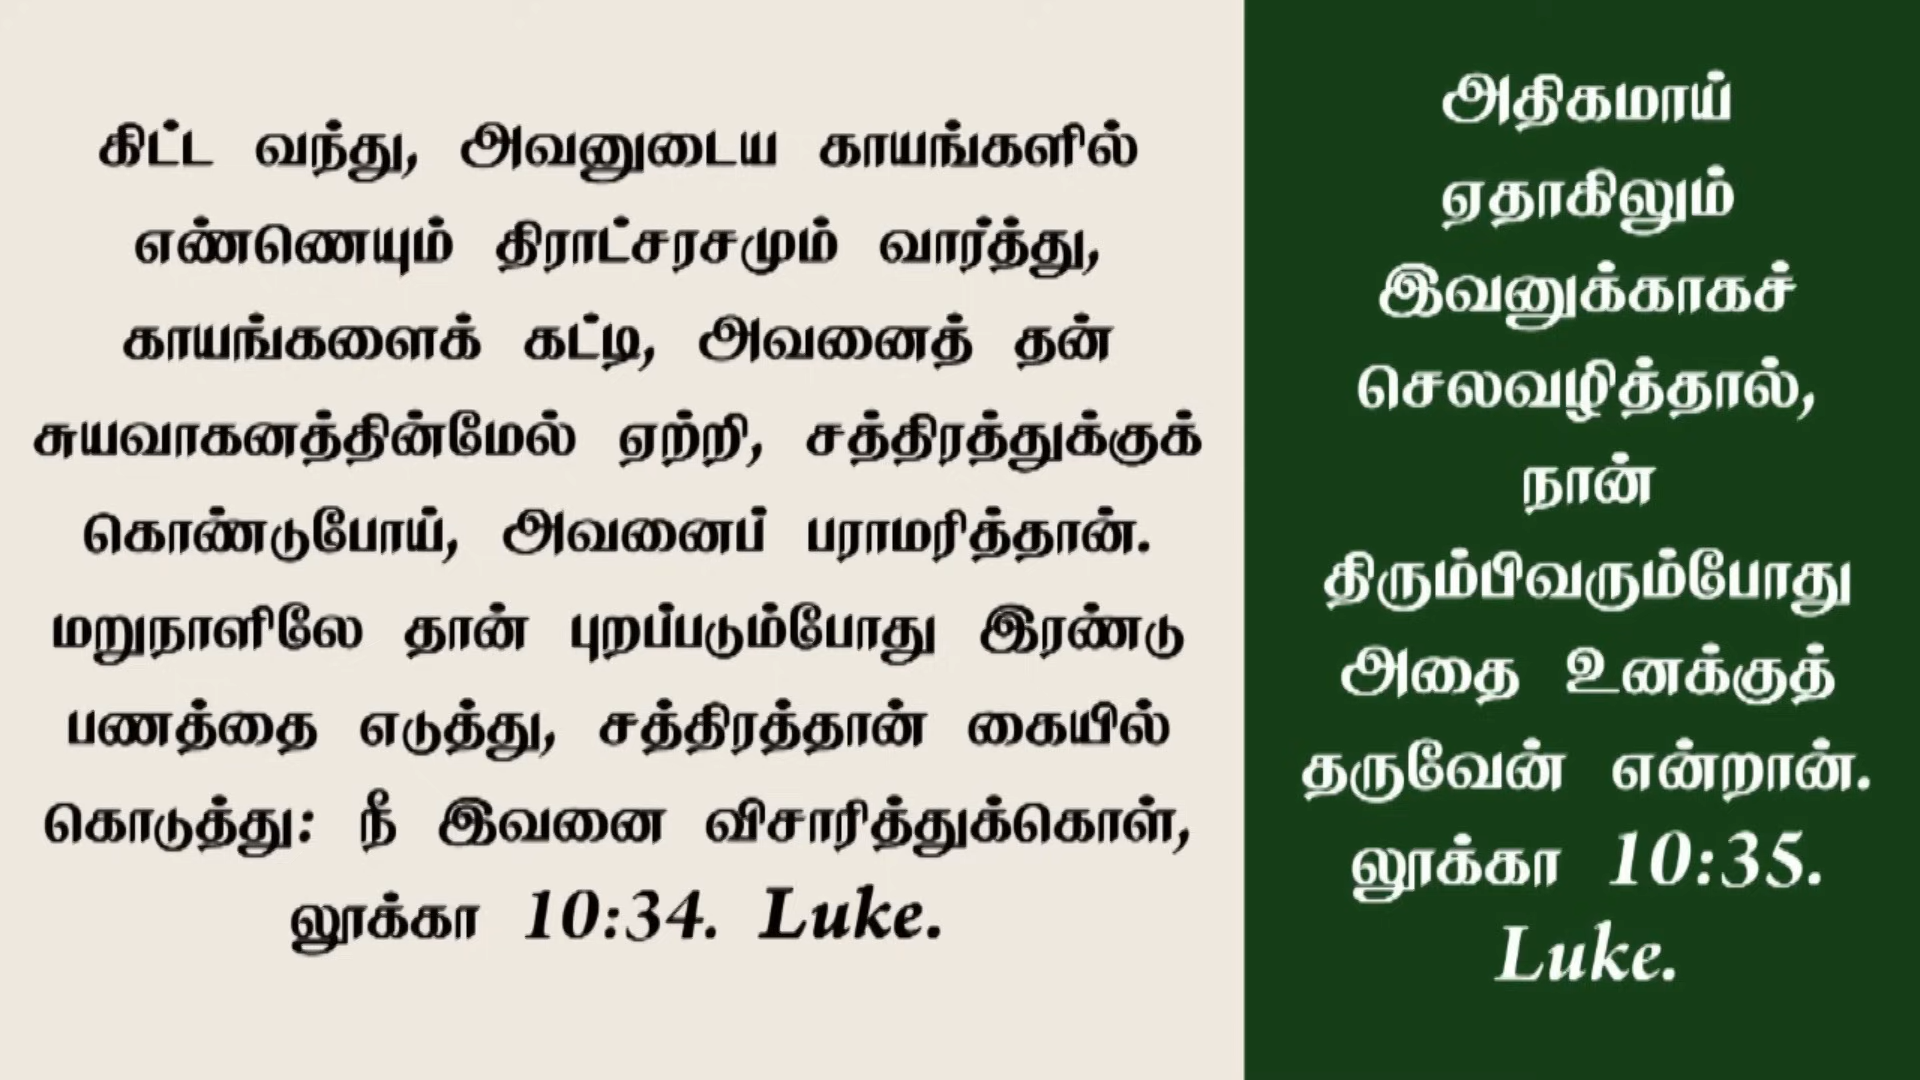 கிட்ட வந்து, அவனுடைய காயங்களில்
எண்ணெயும் திராட்சரசமும் வார்த்து,
காயங்களைக் கட்டி, அவனைத் தன்
சுயவாகனத்தின்மேல் ஏற்றி, சத்திரத்துக்குக்
கொண்டுபோய், அவனைப் பராமரித்தான்.
மறுநாளிலே தான் புறப்படும்போது இரண்டு
பணத்தை எடுத்து, சத்திரத்தான் கையில்
கொடுத்து: நீ இவனை விசாரித்துக்கொள்,
லூக்கா 10:34. Luke.
அதிகமாய்
ஏதாகிலும்
இவனுக்காகச்
செலவழித்தால்,
நான்
திரும்பிவரும்போது
அதை உனக்குத்
தருவேன் என்றான்.
லூக்கா 10:35.
Luke.